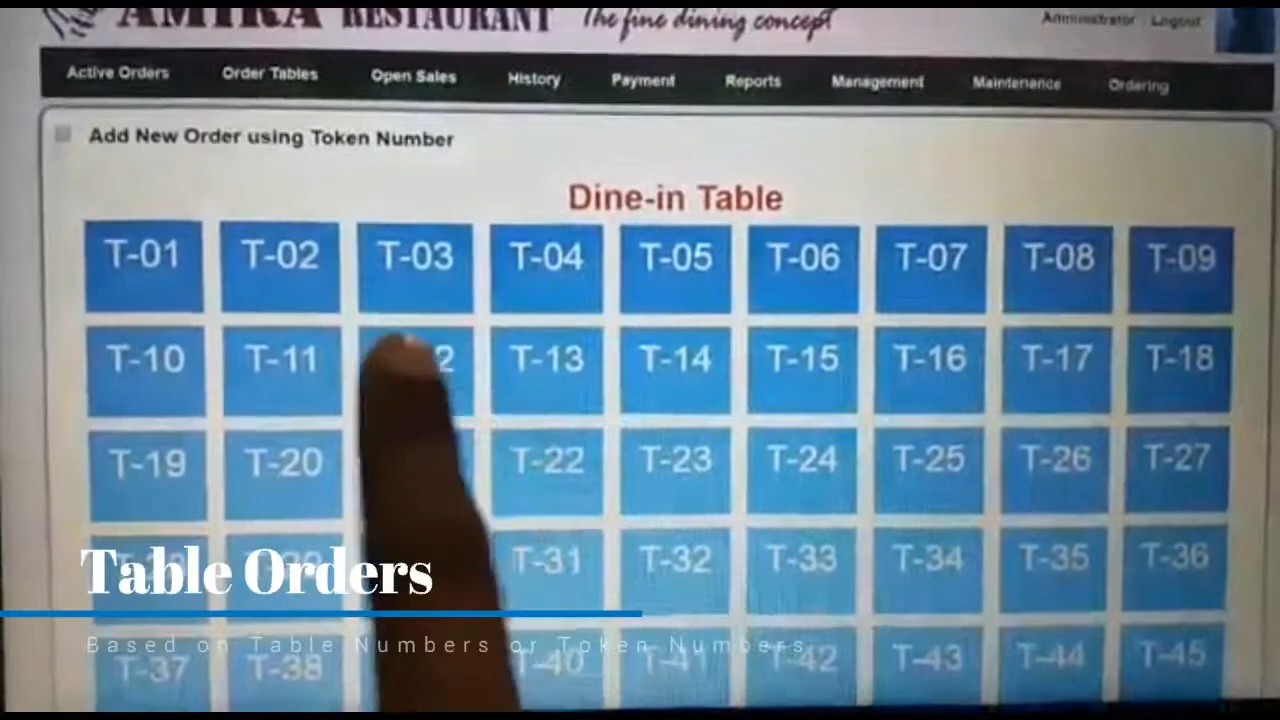 AMIRA RESTAURANT The fine dining concept
Administrator Logout
Active Orders Order Tables Open Sales History Payment Reports Management Maintenance Ordering
Add New Order using Token Number
Dine-in Table
T-01 T-02 T-03 T-04 T-05 T-06 T-07 T-08 T-09
T-10 T-11 2 T-13 T-14 T-15 T-16 T-17 T-18
T-19 T-20 T-22 T-23 T-24 T-25 T-26 T-27
T-31 T-32 T-33 T-34 T-35 T-36
Table Orders
Based on Table Numbers or Token Numbers
T-37 T-38 T-40 T-41 T-42 T-43 T-44 T-45